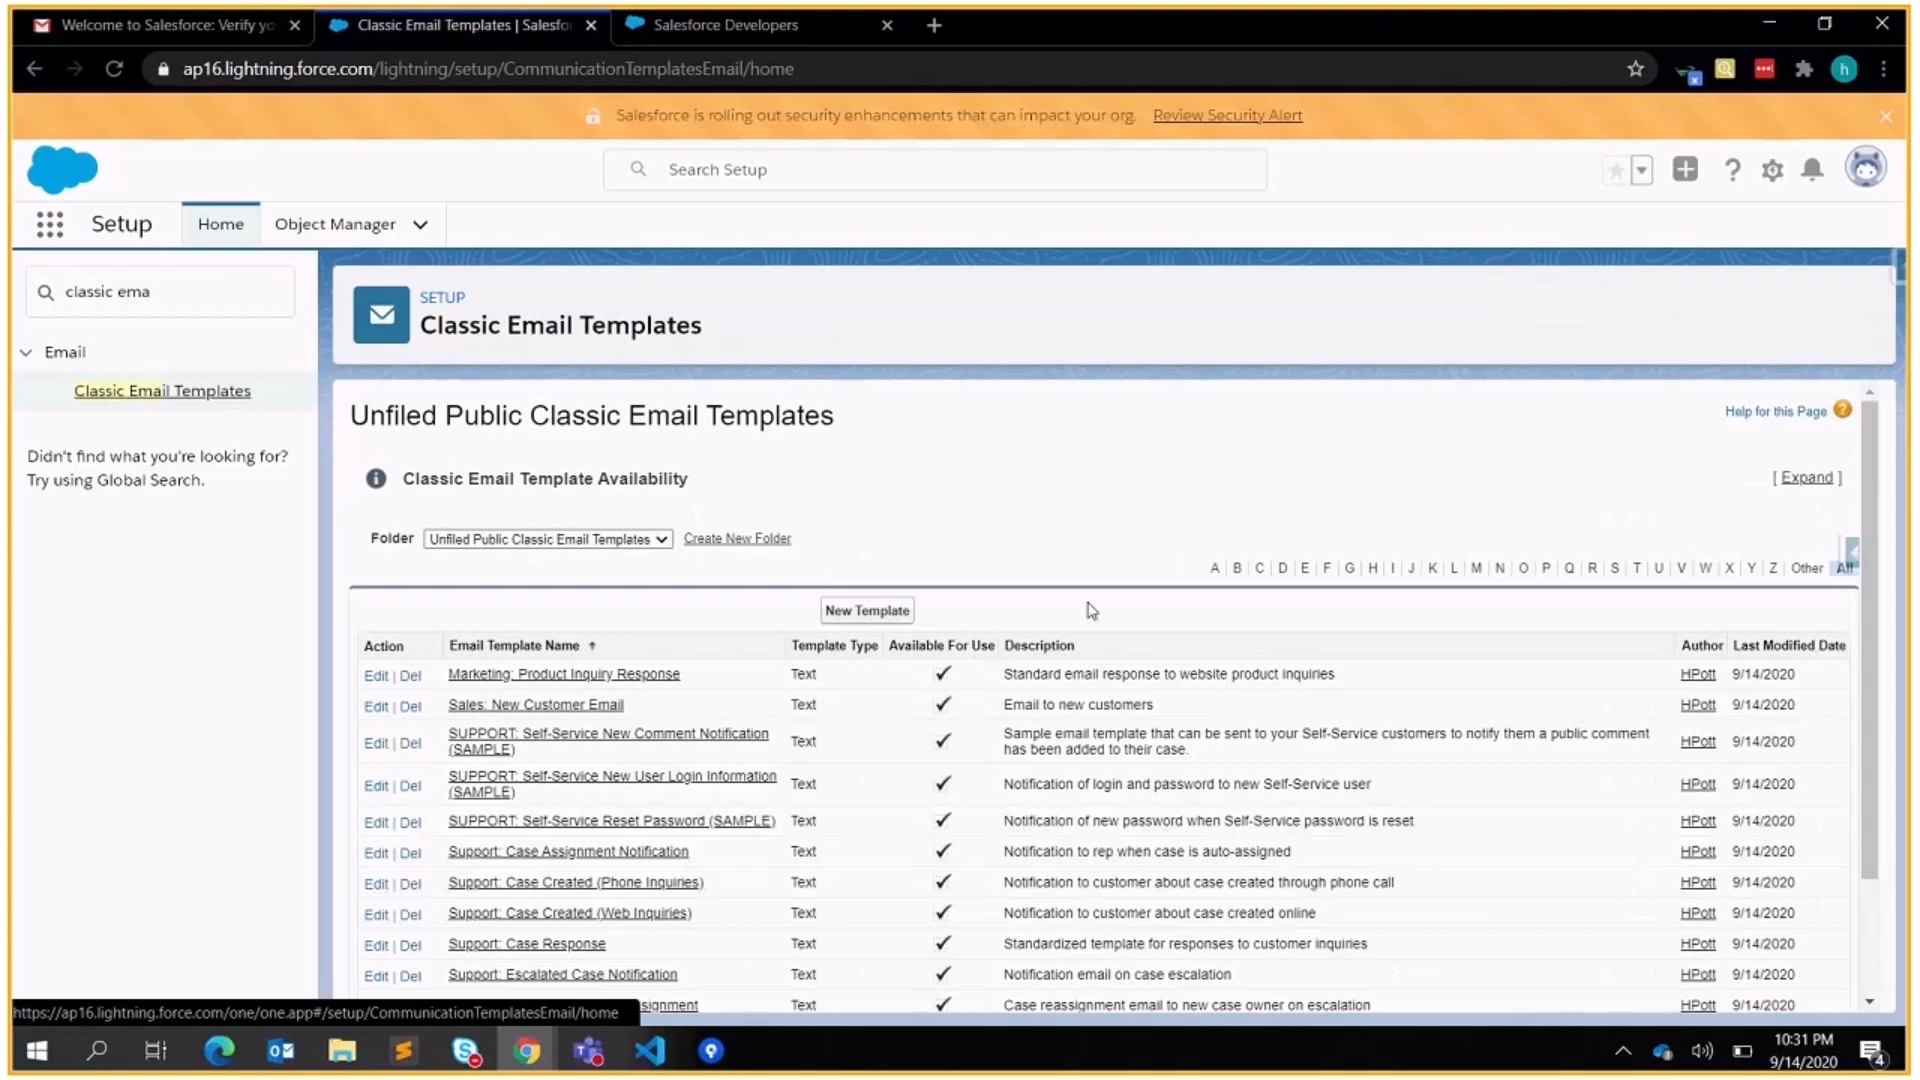 Welcome to Salesforce: Verify yo
Classic Email Templates | Salesfo
Salesforce Developers
ap16.lightning.force.com/lightning/setup/CommunicationTemplatesEmail/home
h
Salesforce is rolling out security enhancements that can impact your org. Review Security Alert
Search Setup
Setup
Home
Object Manager
classic ema
Email
Classic Email Templates
Didn't find what you're looking for?
Try using Global Search.
SETUP
Classic Email Templates
Unfiled Public Classic Email Templates
Help for this Page
Classic Email Template Availability
[ Expand ]
Folder Unfiled Public Classic Email Templates Create New Folder
A | B | C | D | E | F | G | H | I | J | K | L | M | N | O | P | Q | R | S | T | U | V | W | X | Y | Z | Other | All
New Template
Action Email Template Name Template Type Available For Use Description Author Last Modified Date
Edit | Del Marketing: Product Inquiry Response Text Standard email response to website product inquiries HPott 9/14/2020
Edit | Del Sales: New Customer Email Text Email to new customers HPott 9/14/2020
Edit | Del SUPPORT: Self-Service New Comment Notification (SAMPLE) Text Sample email template that can be sent to your Self-Service customers to notify them a public comment has been added to their case. HPott 9/14/2020
Edit | Del SUPPORT: Self-Service New User Login Information (SAMPLE) Text Notification of login and password to new Self-Service user HPott 9/14/2020
Edit | Del SUPPORT: Self-Service Reset Password (SAMPLE) Text Notification of new password when Self-Service password is reset HPott 9/14/2020
Edit | Del Support: Case Assignment Notification Text Notification to rep when case is auto-assigned HPott 9/14/2020
Edit | Del Support: Case Created (Phone Inquiries) Text Notification to customer about case created through phone call HPott 9/14/2020
Edit | Del Support: Case Created (Web Inquiries) Text Notification to customer about case created online HPott 9/14/2020
Edit | Del Support: Case Response Text Standardized template for responses to customer inquiries HPott 9/14/2020
Edit | Del Support: Escalated Case Notification Text Notification email on case escalation HPott 9/14/2020
signment Text Case reassignment email to new case owner on escalation HPott 9/14/2020
https://ap16.lightning.force.com/one/one.app#/setup/CommunicationTemplatesEmail/home
10:31 PM
9/14/2020
4